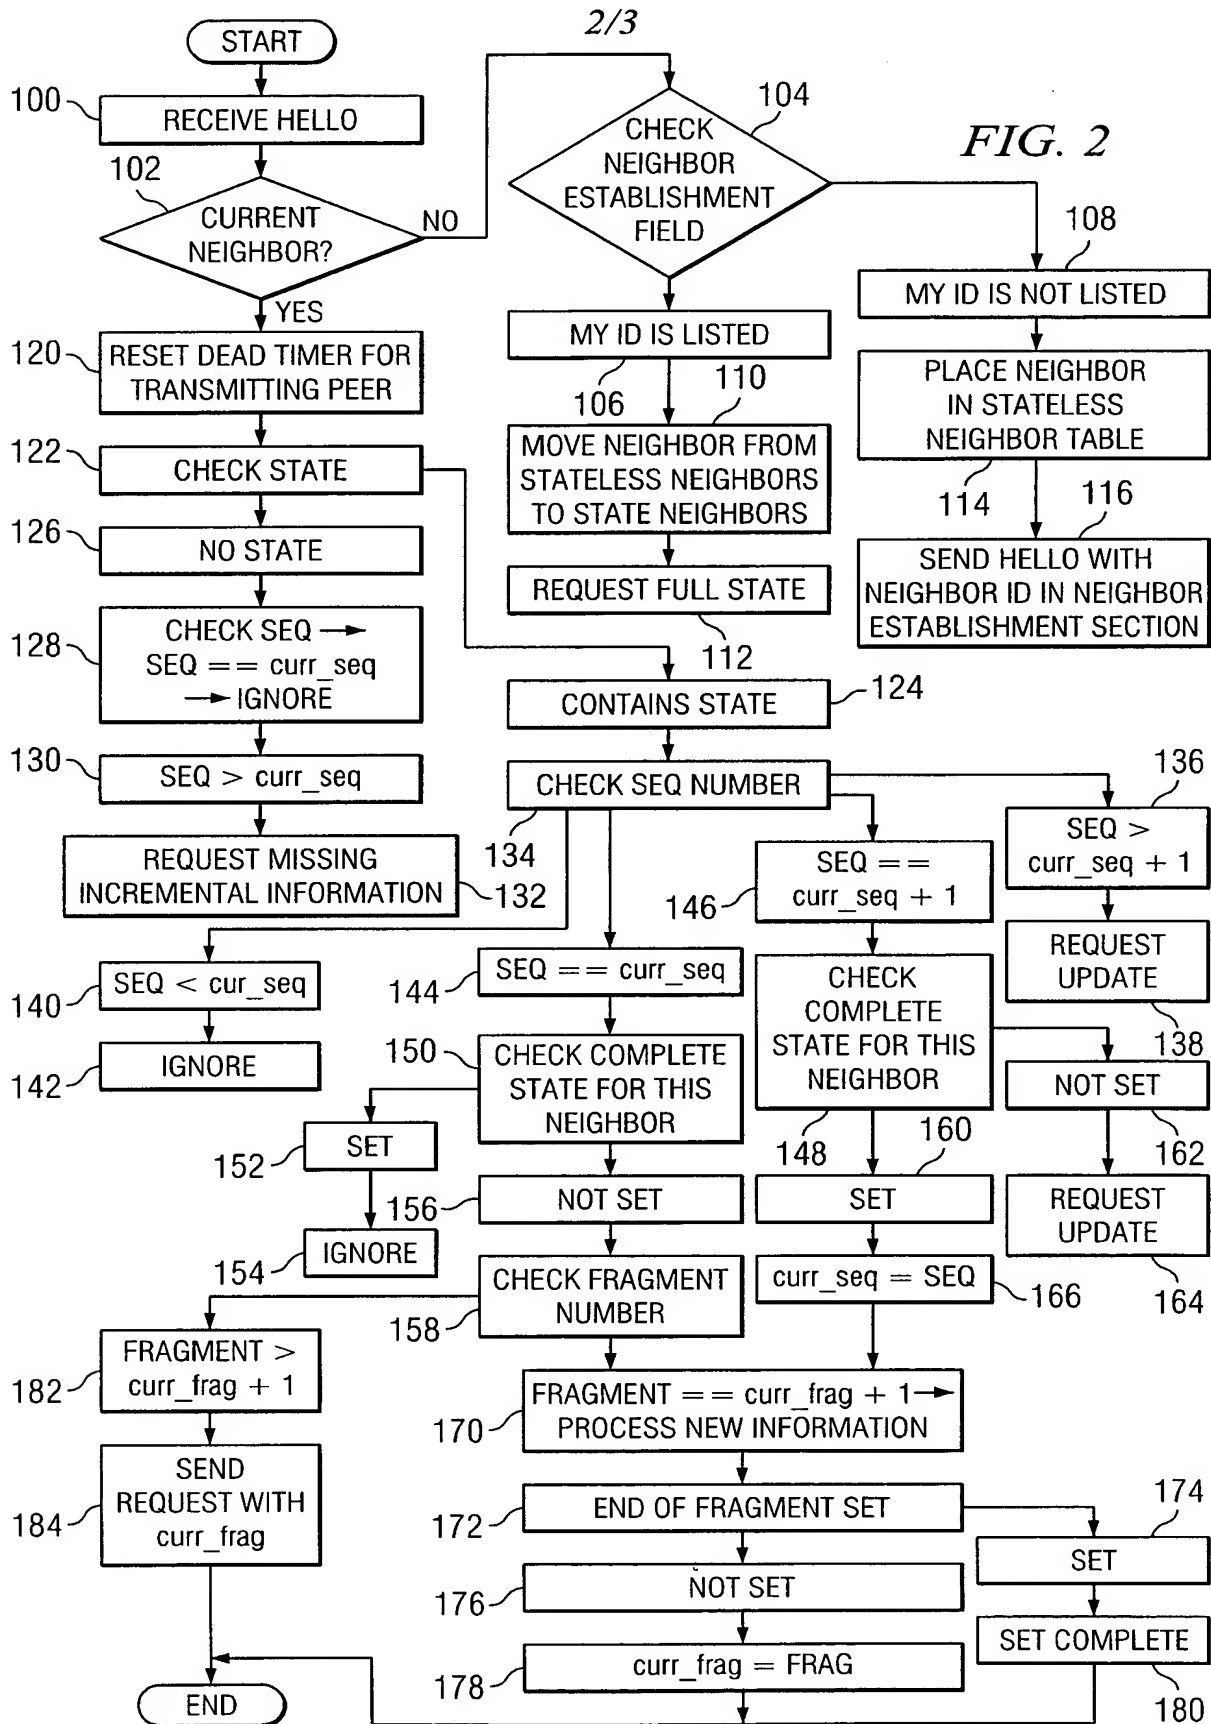 2/3
FIG. 2
START
100
RECEIVE HELLO
102
CURRENT
NEIGHBOR?
NO
YES
104
CHECK
NEIGHBOR
ESTABLISHMENT
FIELD
108
MY ID IS NOT LISTED
MY ID IS LISTED
106
110
MOVE NEIGHBOR FROM
STATELESS NEIGHBORS
TO STATE NEIGHBORS
REQUEST FULL STATE
112
PLACE NEIGHBOR
IN STATELESS
NEIGHBOR TABLE
114
116
SEND HELLO WITH
NEIGHBOR ID IN NEIGHBOR
ESTABLISHMENT SECTION
120
RESET DEAD TIMER FOR
TRANSMITTING PEER
122
CHECK STATE
126
NO STATE
128
CHECK SEQ →
SEQ == curr_seq
→ IGNORE
130
SEQ > curr_seq
REQUEST MISSING
INCREMENTAL INFORMATION
132
CONTAINS STATE
124
CHECK SEQ NUMBER
134
136
SEQ >
curr_seq + 1
REQUEST
UPDATE
138
140
SEQ < cur_seq
142
IGNORE
144
SEQ == curr_seq
146
SEQ ==
curr_seq + 1
150
CHECK COMPLETE
STATE FOR THIS
NEIGHBOR
CHECK
COMPLETE
STATE FOR THIS
NEIGHBOR
148
152
SET
154
IGNORE
156
NOT SET
158
CHECK FRAGMENT
NUMBER
160
SET
curr_seq = SEQ
166
NOT SET
162
REQUEST
UPDATE
164
182
FRAGMENT >
curr_frag + 1
184
SEND
REQUEST WITH
curr_frag
170
FRAGMENT == curr_frag + 1→
PROCESS NEW INFORMATION
172
END OF FRAGMENT SET
174
SET
176
NOT SET
178
curr_frag = FRAG
SET COMPLETE
180
END